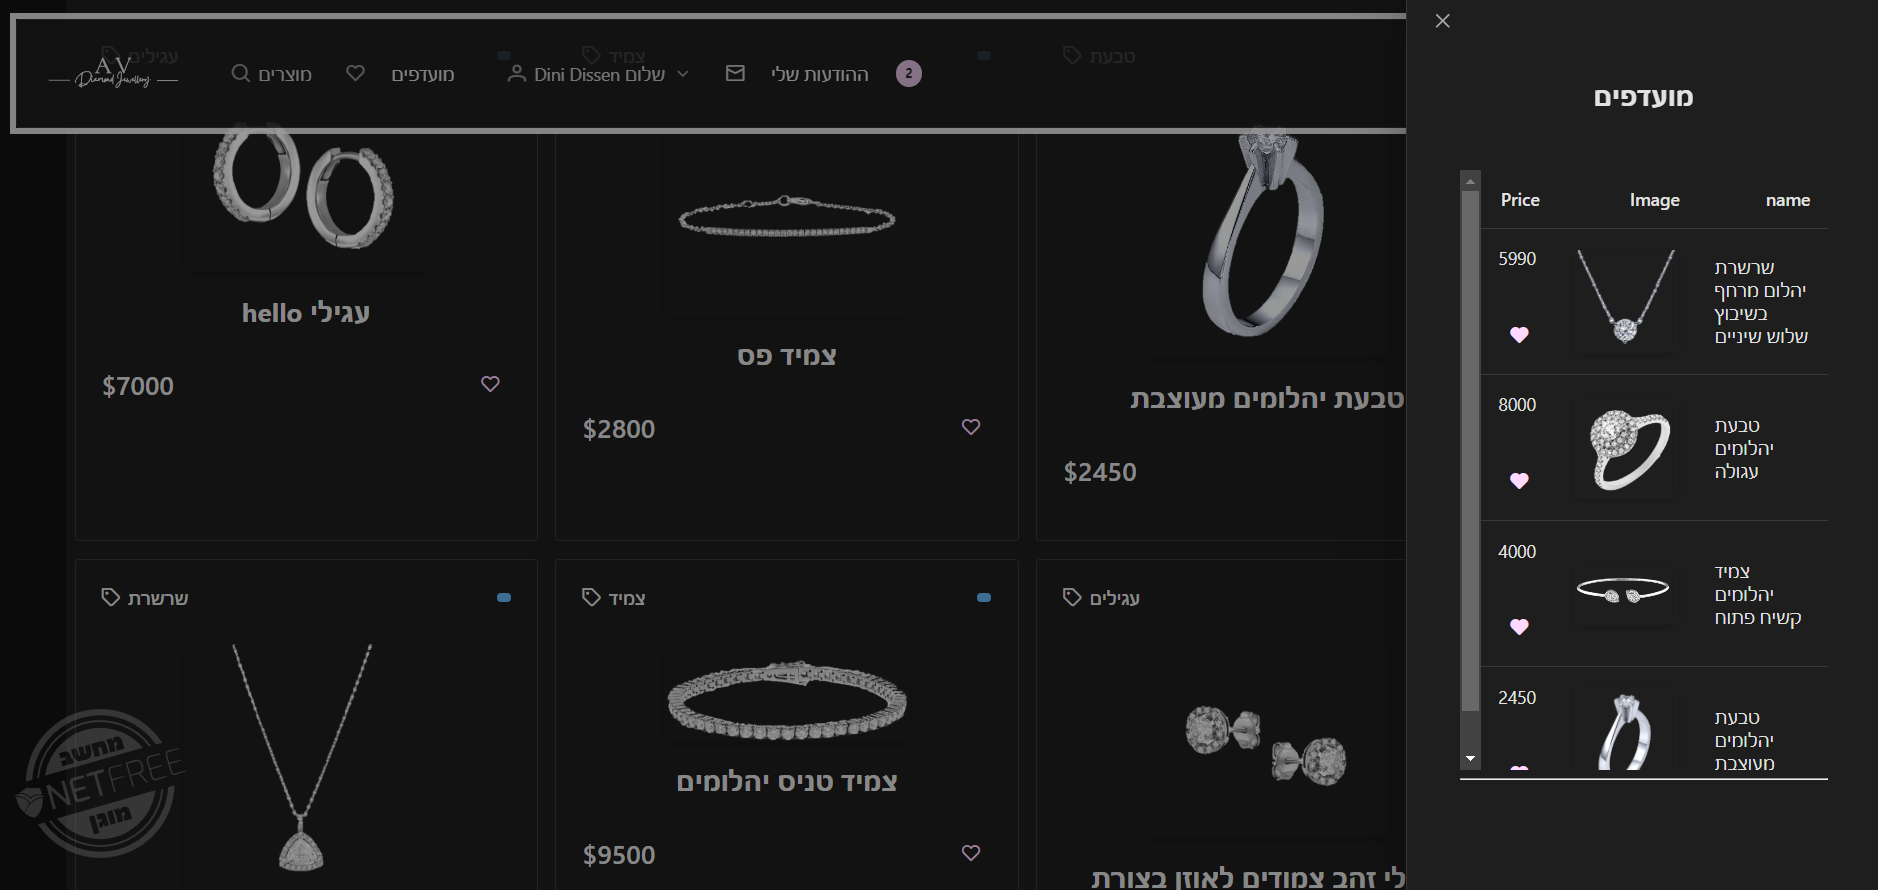 AV
Diamond Jewellery
מוצרים
מועדפים
שלום Dini Dissen
ההודעות שלי
2
עגילים
צמיד
טבעת
עגילי hello
$7000
צמיד פס
$2800
טבעת יהלומים מעוצבת
$2450
שרשרת
צמיד
צמיד טניס יהלומים
$9500
עגילים
לי זהב צמודים לאוזן בצורת
מועדפים
name Image Price
שרשרת
יהלום מרחף
בשיבוץ
שלוש שיניים
5990
טבעת
יהלומים
עגולה
8000
צמיד
יהלומים
קשיח פתוח
4000
טבעת
יהלומים
מעוצבת
2450
מחשב
NETFREE
מוגן